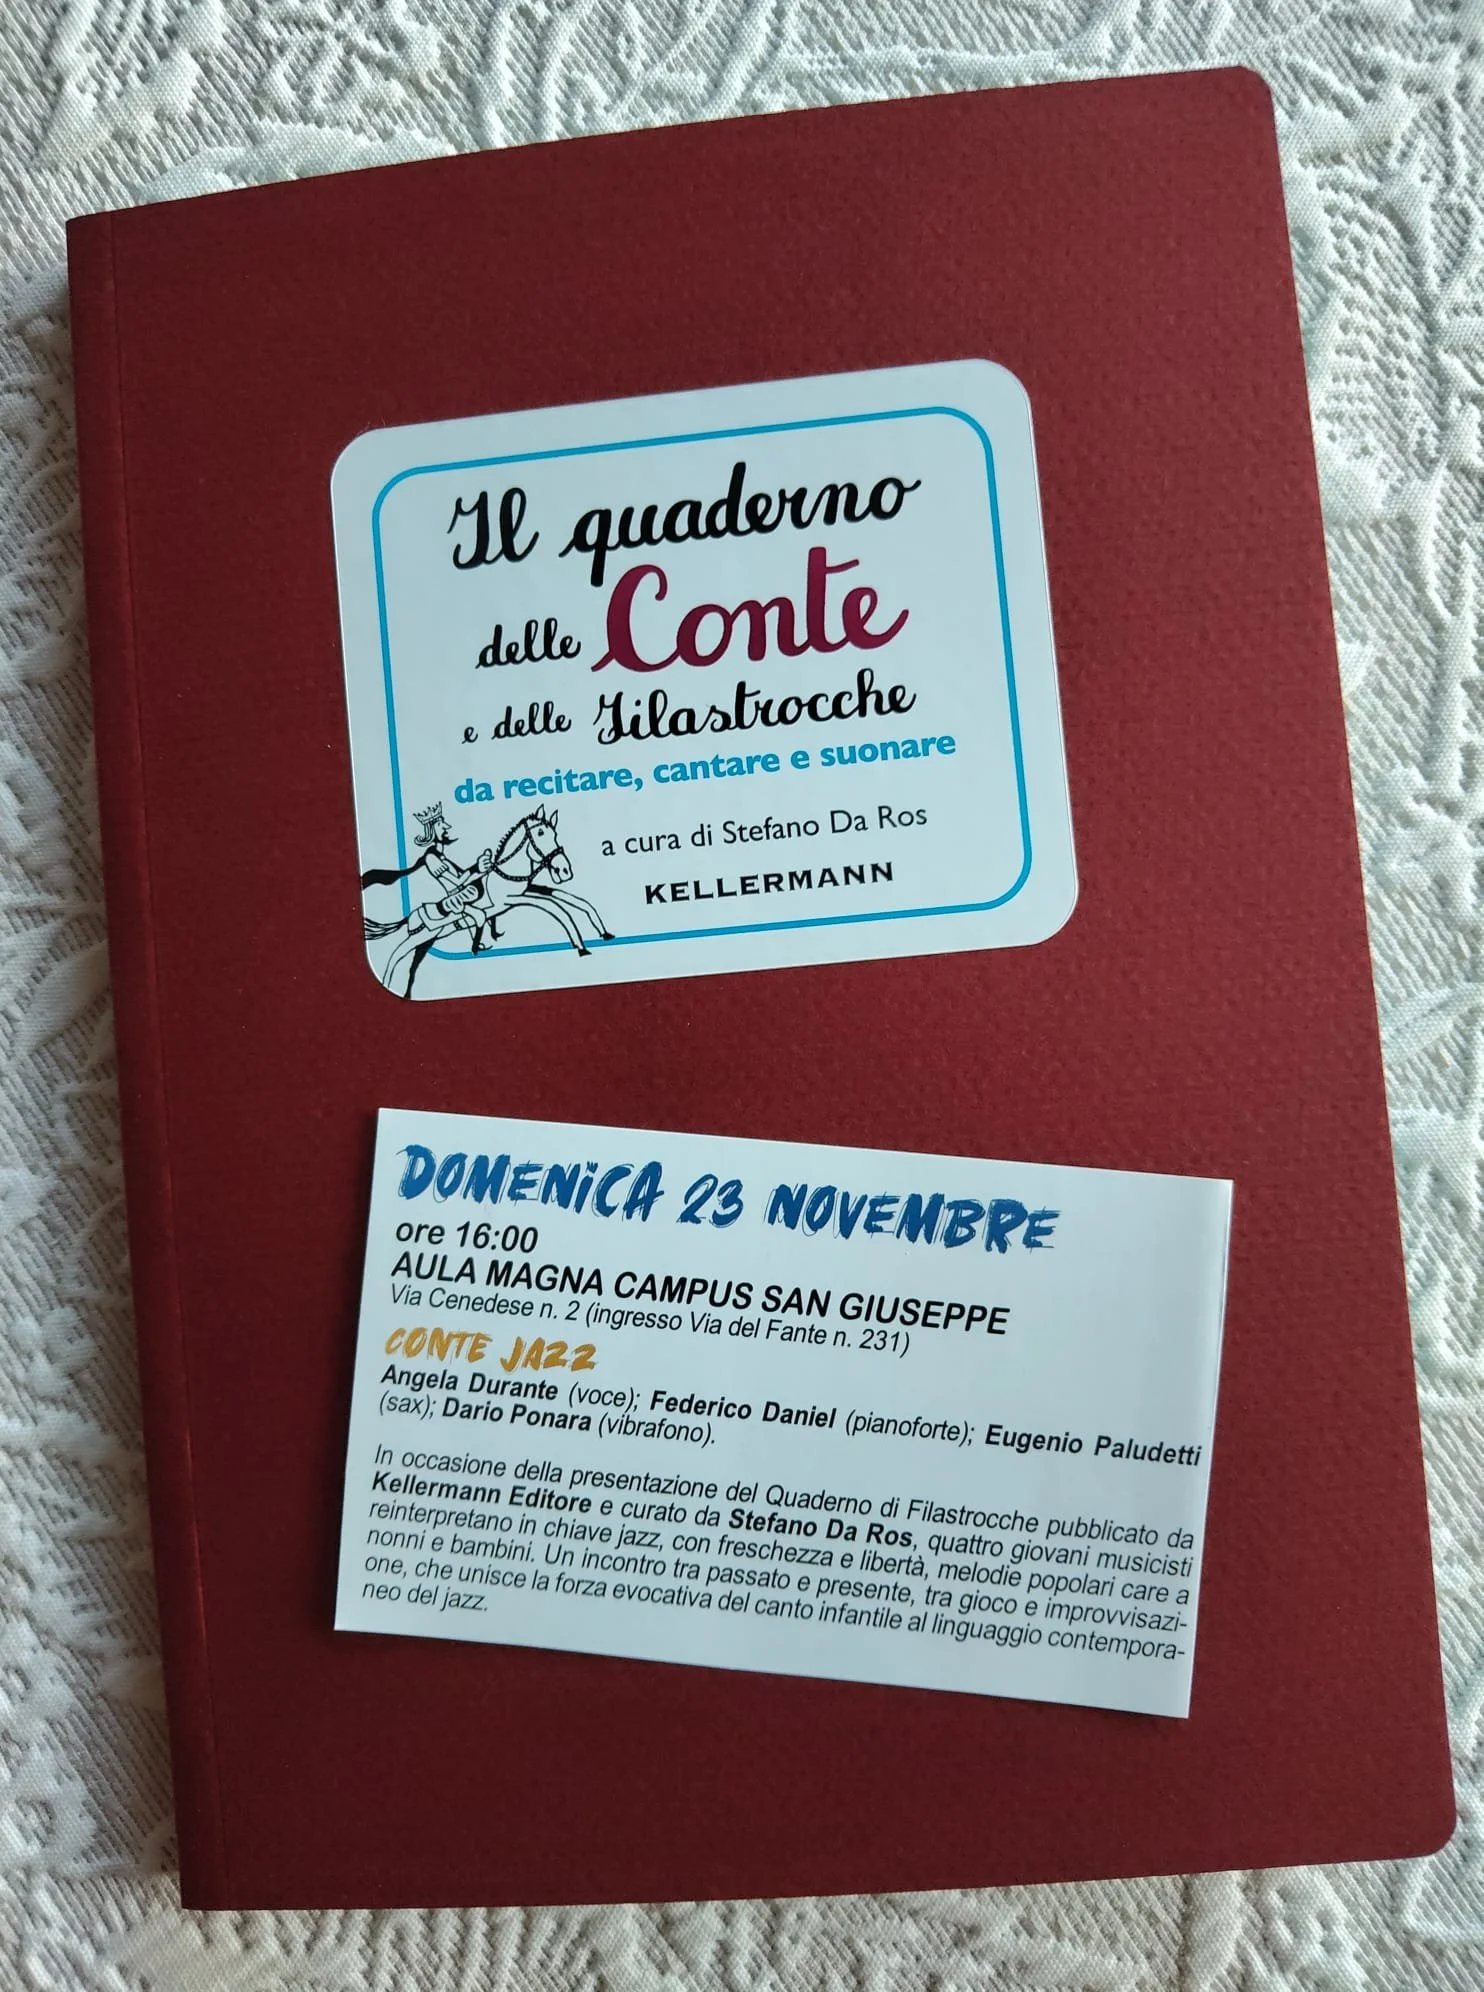 Il quaderno
delle Conte
e delle Filastrocche
da recitare, cantare e suonare
a cura di Stefano Da Ros
KELLERMANN
DOMENiCA 23 NOVEMBRE
ore 16:00
AULA MAGNA CAMPUS SAN GIUSEPPE
Via Cenedese n. 2 (ingresso Via del Fante n. 231)
CONTE JAZZ
Angela Durante (voce); Federico Daniel (pianoforte); Eugenio Paludetti
(sax); Dario Ponara (vibrafono).
In occasione della presentazione del Quaderno di Filastrocche pubblicato da
Kellermann Editore e curato da Stefano Da Ros, quattro giovani musicisti
reinterpretano in chiave jazz, con freschezza e libertà, melodie popolari care a
nonni e bambini. Un incontro tra passato e presente, tra gioco e improvvisazi-
one, che unisce la forza evocativa del canto infantile al linguaggio contempora-
neo del jazz.